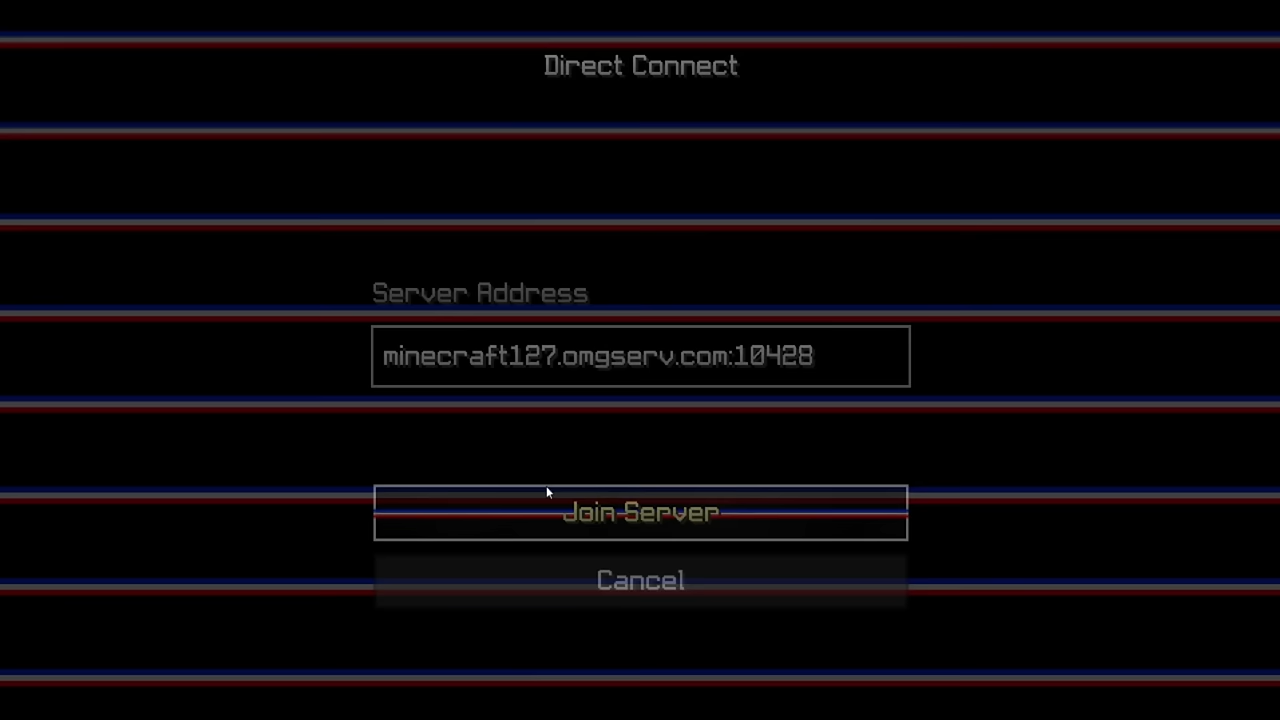 Direct Connect
Server Address
minecraft127.omgserv.com:10428
Join Server
Cancel